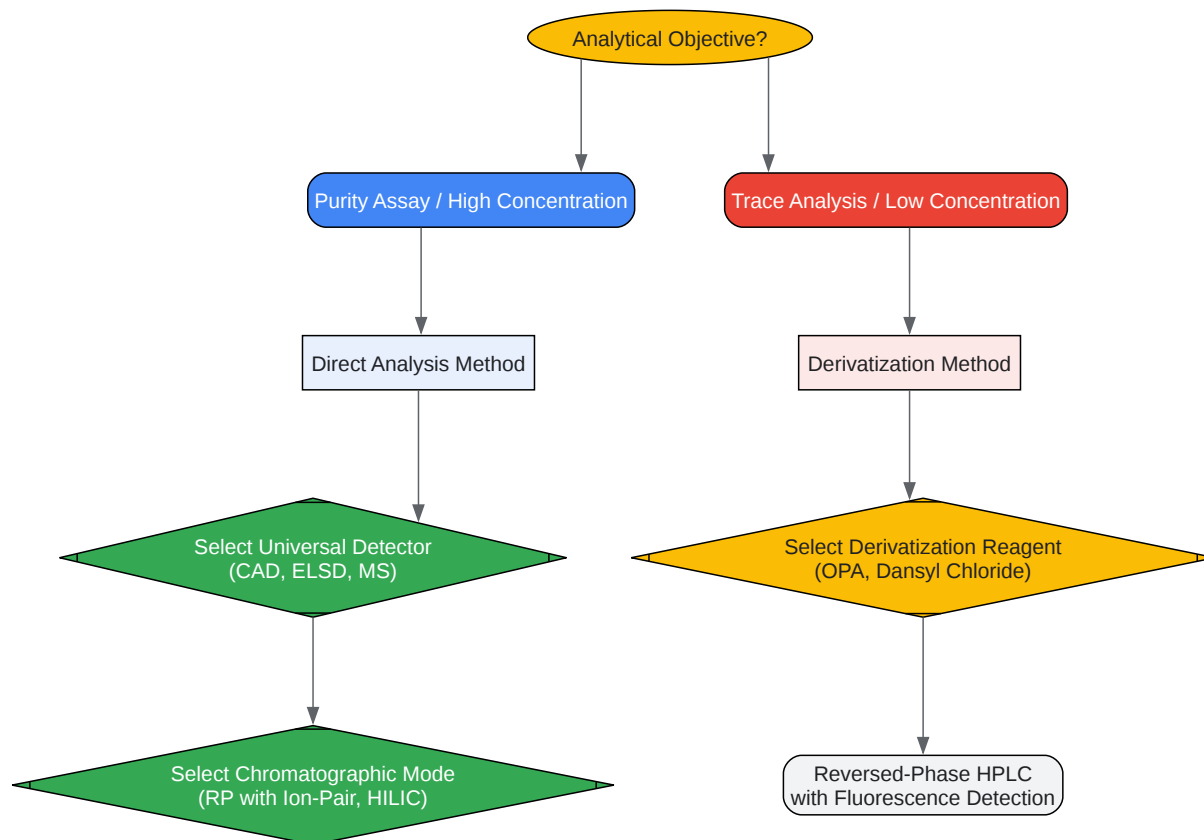 Analytical Objective?
Purity Assay / High Concentration
Trace Analysis / Low Concentration
Direct Analysis Method
Derivatization Method
Select Universal Detector
(CAD, ELSD, MS)
Select Derivatization Reagent
(OPA, Dansyl Chloride)
Select Chromatographic Mode
(RP with Ion-Pair, HILIC)
Reversed-Phase HPLC
with Fluorescence Detection